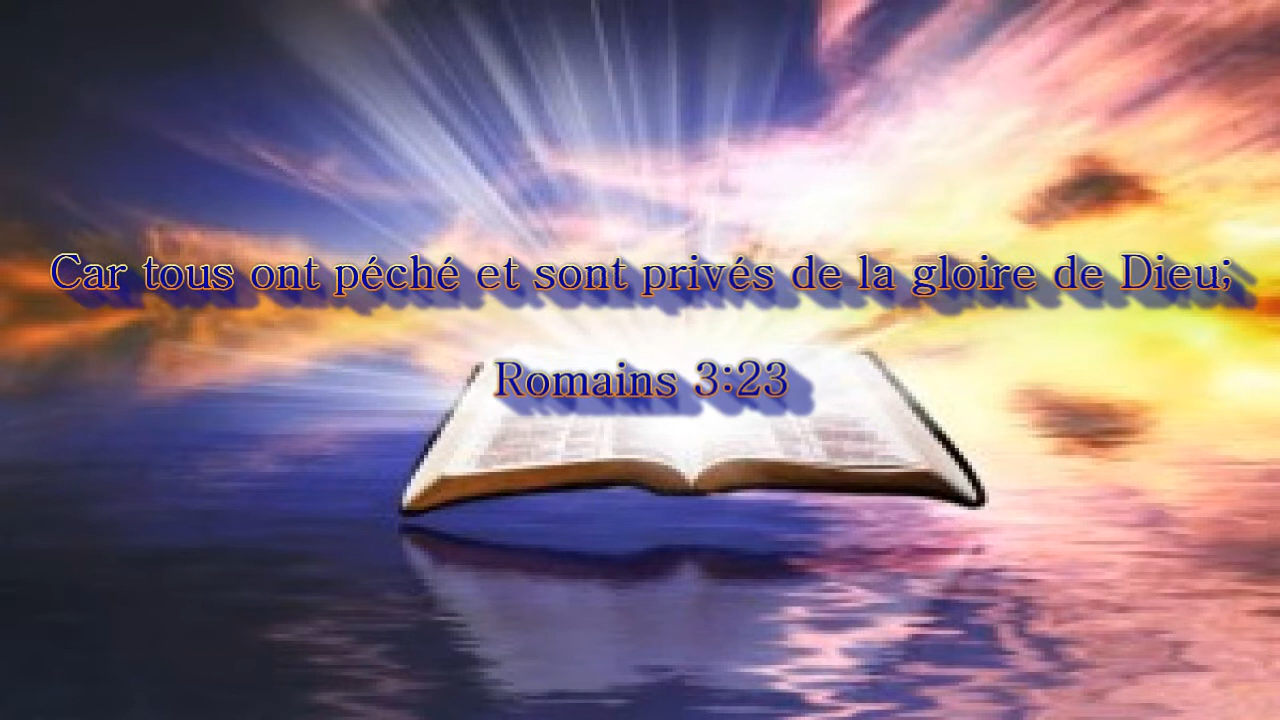 Car tous ont péché et sont privés de la gloire de Dieu;
Romains 3:23